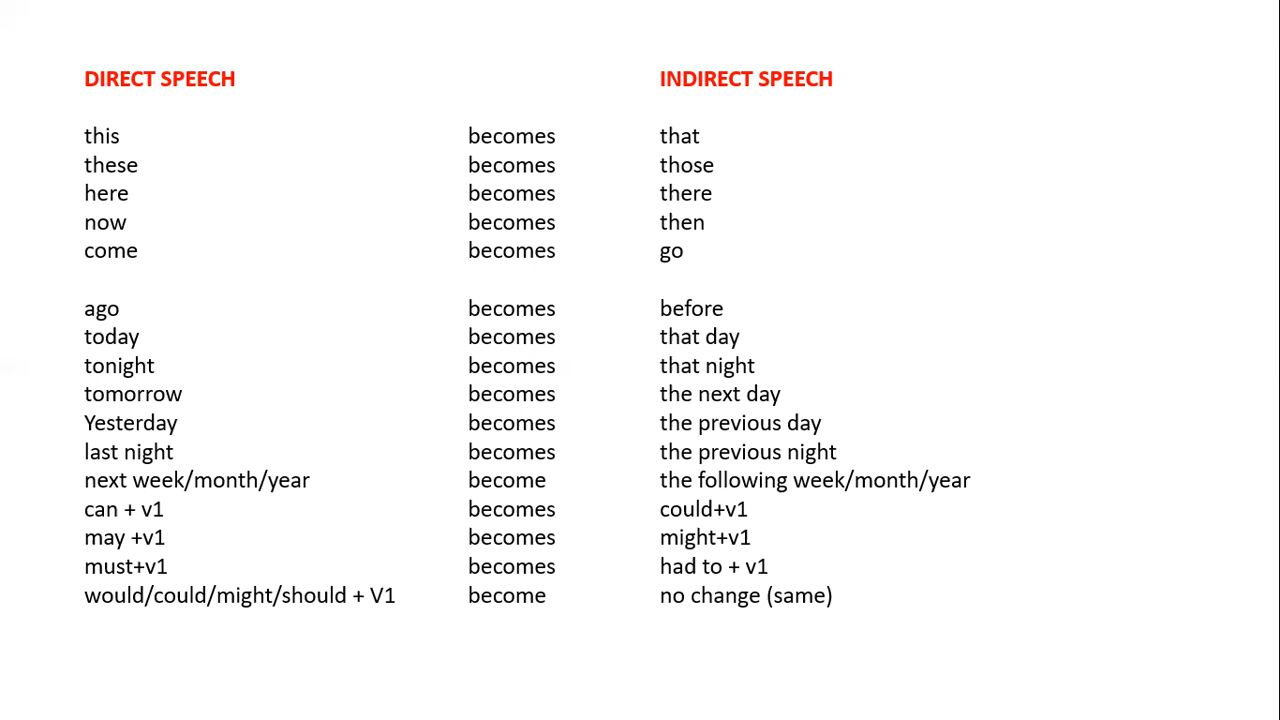 DIRECT SPEECH INDIRECT SPEECH
this becomes that
these becomes those
here becomes there
now becomes then
come becomes go
ago becomes before
today becomes that day
tonight becomes that night
tomorrow becomes the next day
Yesterday becomes the previous day
last night becomes the previous night
next week/month/year become the following week/month/year
can + v1 becomes could+v1
may +v1 becomes might+v1
must+v1 becomes had to + v1
would/could/might/should + V1 become no change (same)